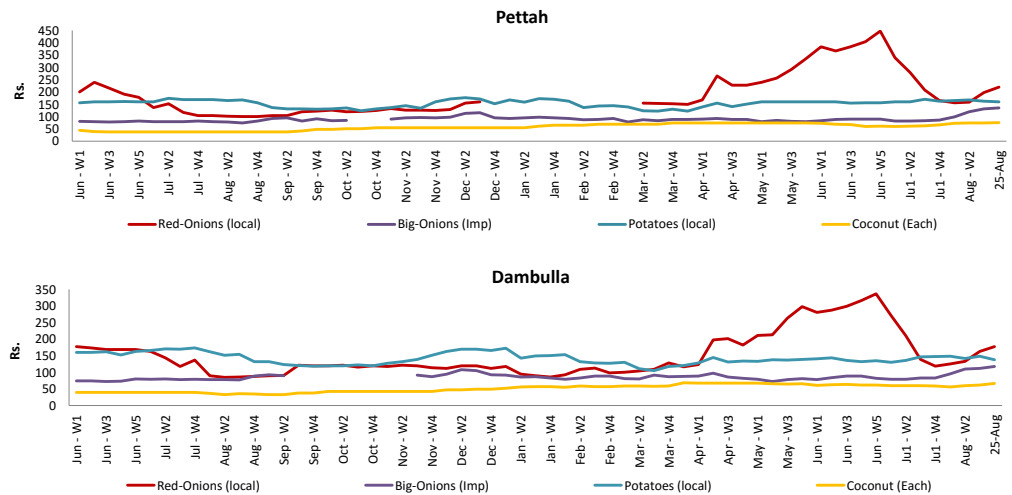 Pettah
450
400
350
300
250
200
150
100
50
0
Rs.
Jun - W1
Jun - W3
Jun - W5
Jul - W2
Jul - W4
Aug - W2
Aug - W4
Sep - W2
Sep - W4
Oct - W2
Oct - W4
Nov - W2
Nov - W4
Dec - W2
Dec - W4
Jan - W2
Jan - W4
Feb - W2
Feb - W4
Mar - W2
Mar - W4
Apr - W1
Apr - W3
May - W1
May - W3
Jun - W1
Jun - W3
Jun - W5
Ju1 - W2
Ju1 - W4
Aug - W2
25-Aug
Red-Onions (local)
Big-Onions (Imp)
Potatoes (local)
Coconut (Each)
Dambulla
350
300
250
200
150
100
50
0
Rs.
Jun - W1
Jun - W3
Jun - W5
Jul - W2
Jul - W4
Aug - W2
Aug - W4
Sep - W2
Sep - W4
Oct - W2
Oct - W4
Nov - W2
Nov - W4
Dec - W2
Dec - W4
Jan - W2
Jan - W4
Feb - W2
Feb - W4
Mar - W2
Mar - W4
Apr - W1
Apr - W3
May - W1
May - W3
Jun - W1
Jun - W3
Jun - W5
Ju1 - W2
Ju1 - W4
Aug - W2
25-Aug
Red-Onions (local)
Big-Onions (Imp)
Potatoes (local)
Coconut (Each)